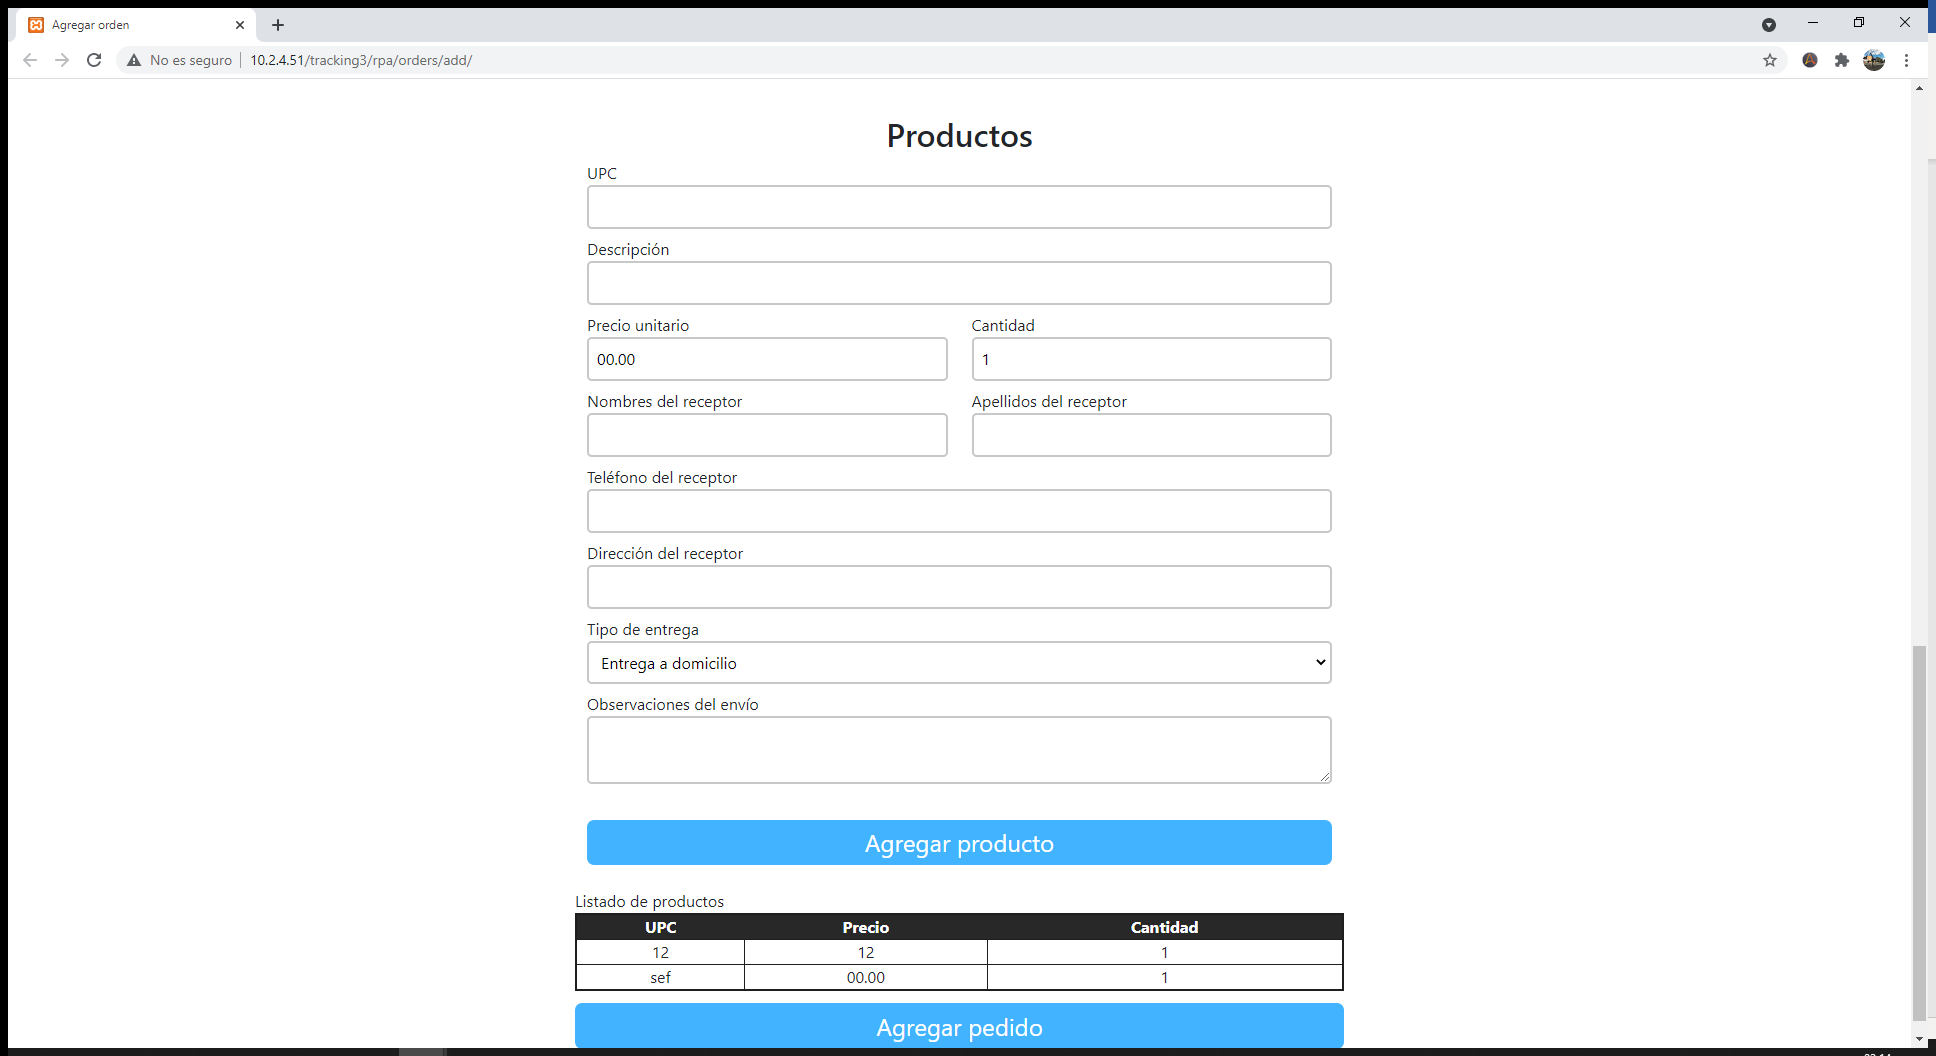 Agregar orden
No es seguro 10.2.4.51/tracking3/rpa/orders/add/
Productos
UPC
Descripción
Precio unitario Cantidad
00.00 1
Nombres del receptor Apellidos del receptor
Teléfono del receptor
Dirección del receptor
Tipo de entrega
Entrega a domicilio
Observaciones del envío
Agregar producto
Listado de productos
UPC Precio Cantidad
12 12 1
sef 00.00 1
Agregar pedido